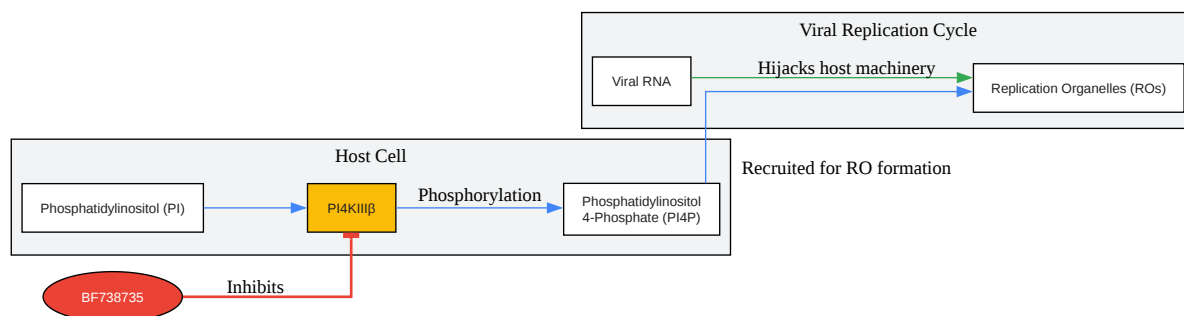 Viral Replication Cycle
Viral RNA
Hijacks host machinery
Replication Organelles (ROs)
Host Cell
Recruited for RO formation
Phosphatidylinositol (PI)
PI4KIIIβ
Phosphorylation
Phosphatidylinositol
4-Phosphate (PI4P)
BF738735
Inhibits